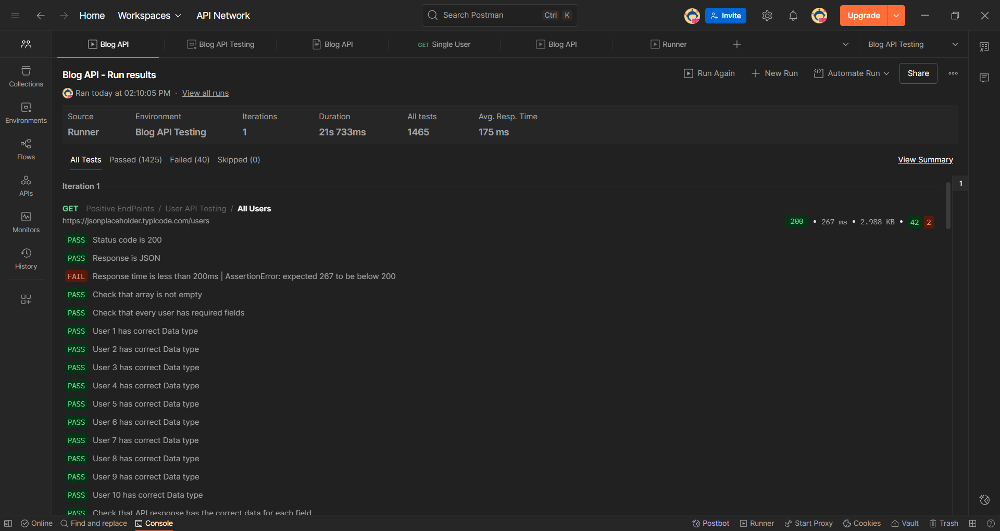 Home Workspaces API Network Search Postman Ctrl K Invite Upgrade
Blog API Blog API Testing Blog API GET Single User Blog API Runner Blog API Testing
Collections
Environments
Flows
APIs
Monitors
History
Blog API - Run results
Run Again New Run Automate Run Share
Ran today at 02:10:05 PM · View all runs
Source Environment Iterations Duration All tests Avg. Resp. Time
Runner Blog API Testing 1 21s 733ms 1465 175 ms
All Tests Passed (1425) Failed (40) Skipped (0) View Summary
Iteration 1
1
GET Positive EndPoints / User API Testing / All Users
https://jsonplaceholder.typicode.com/users
200 • 267 ms • 2.988 KB • 42 2
PASS Status code is 200
PASS Response is JSON
FAIL Response time is less than 200ms | AssertionError: expected 267 to be below 200
PASS Check that array is not empty
PASS Check that every user has required fields
PASS User 1 has correct Data type
PASS User 2 has correct Data type
PASS User 3 has correct Data type
PASS User 4 has correct Data type
PASS User 5 has correct Data type
PASS User 6 has correct Data type
PASS User 7 has correct Data type
PASS User 8 has correct Data type
PASS User 9 has correct Data type
PASS User 10 has correct Data type
PASS Check that API response has the correct data for each field
Online Find and replace Console Postbot Runner Start Proxy Cookies Vault Trash